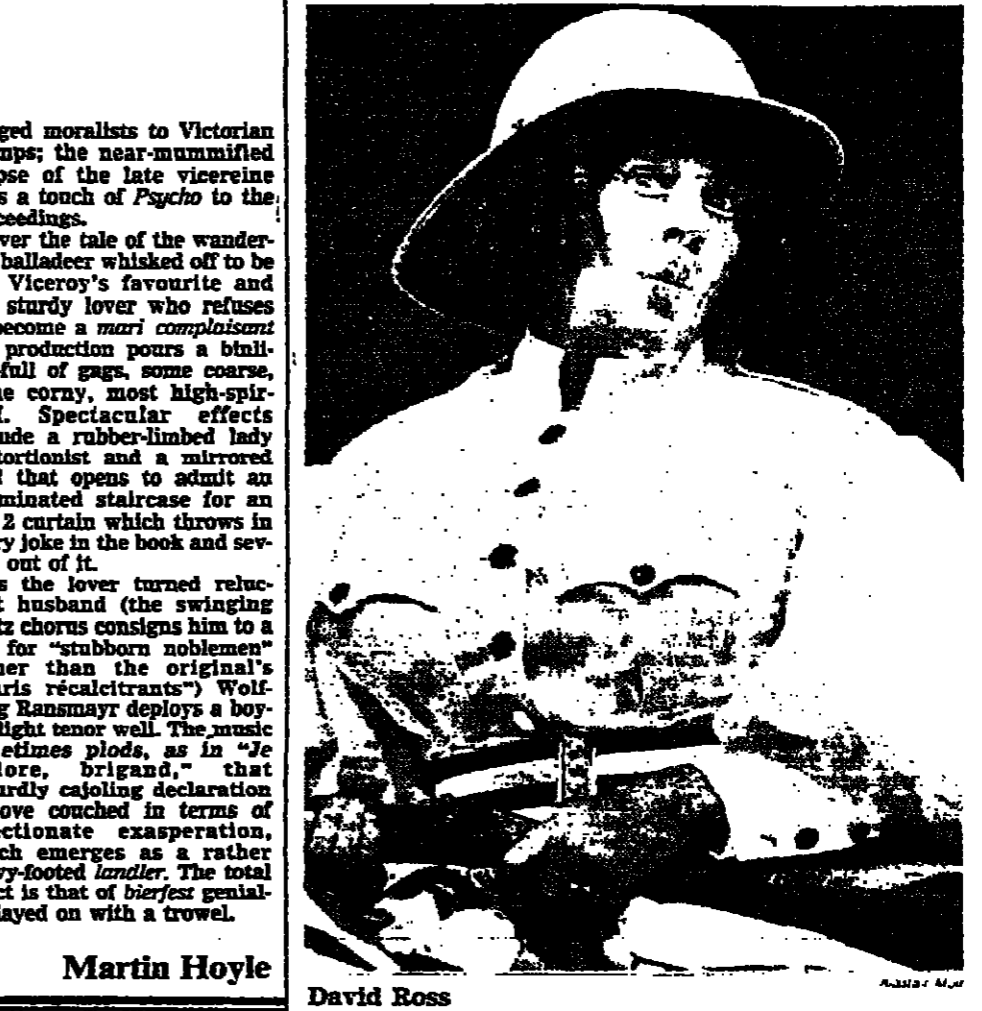 ged moralists to Victorian
mps; the near-mummified
pse of the late vicereine
s a touch of Psycho to the
ceedings.
ver the tale of the wander-
balladeer whisked off to be
Viceroy's favourite and
sturdy lover who refuses
become a mari complaisant
production pours a binli-
full of gags, some coarse,
ne corny, most high-spir-
l. Spectacular effects
ude a rubber-limbed lady
tortionist and a mirrored
l that opens to admit an
minated staircase for an
2 curtain which throws in
ry joke in the book and sev-
out of it.
s the lover turned reluc-
t husband (the swinging
tz chorus consigns him to a
for "stubborn noblemen"
her than the original's
aris récalcitrants") Wolf-
g Ransmayr deploys a boy-
light tenor well. The music
etimes plods, as in "Je
dore, brigand," that
urdly cajoling declaration
ove couched in terms of
ectionate exasperation,
ch emerges as a rather
vy-footed landler. The total
ct is that of bierfest genial-
layed on with a trowel.
Martin Hoyle
David Ross